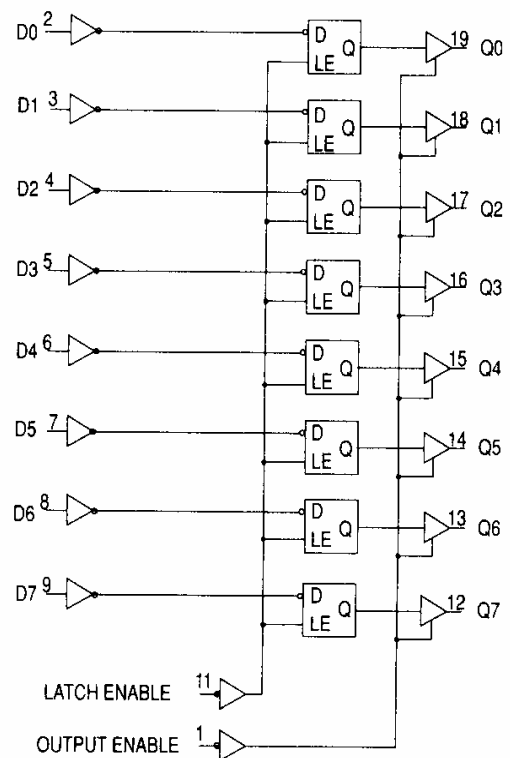 D0 2 D Q LE 19 Q0
D1 3 D Q LE 18 Q1
D2 4 D Q LE 17 Q2
D3 5 D Q LE 16 Q3
D4 6 D Q LE 15 Q4
D5 7 D Q LE 14 Q5
D6 8 D Q LE 13 Q6
D7 9 D Q LE 12 Q7
LATCH ENABLE 11
OUTPUT ENABLE 1